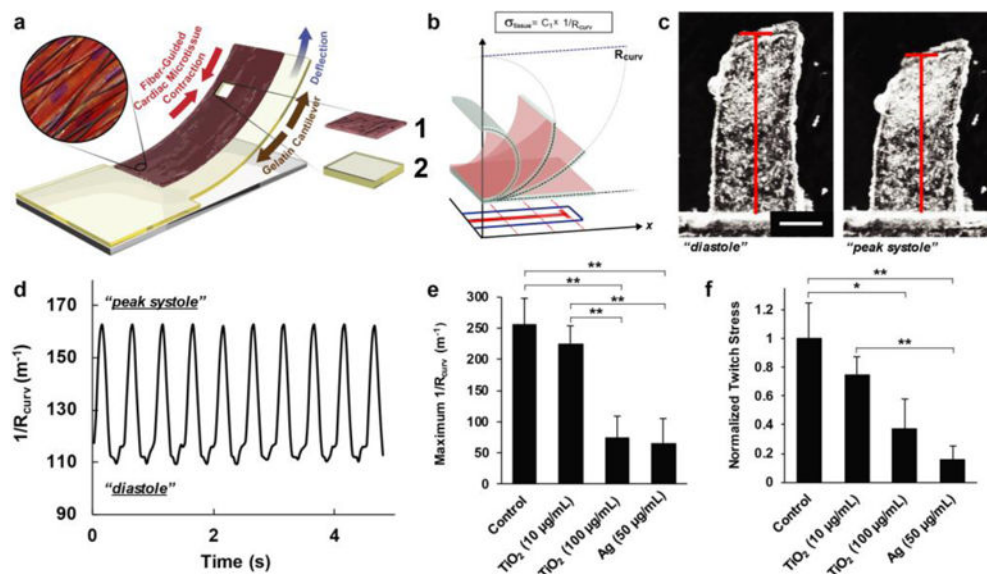 a
Fiber-Guided
Cardiac Microtissue
Contraction
Deflection
Gelatin Cantilever
1
2
b
σtissue = C₁ x 1/Rcurv
Rcurv
x
c
"diastole"
"peak systole"
d
1/Rcurv (m⁻¹)
170
150
130
110
90
"peak systole"
"diastole"
0
2
4
Time (s)
e
Maximum 1/Rcurv (m⁻¹)
300
250
200
150
100
50
0
**
**
**
**
Control
TiO₂ (10 µg/mL)
TiO₂ (100 µg/mL)
Ag (50 µg/mL)
f
Normalized Twitch Stress
1.2
1
0.8
0.6
0.4
0.2
0
**
*
**
Control
TiO₂ (10 µg/mL)
TiO₂ (100 µg/mL)
Ag (50 µg/mL)